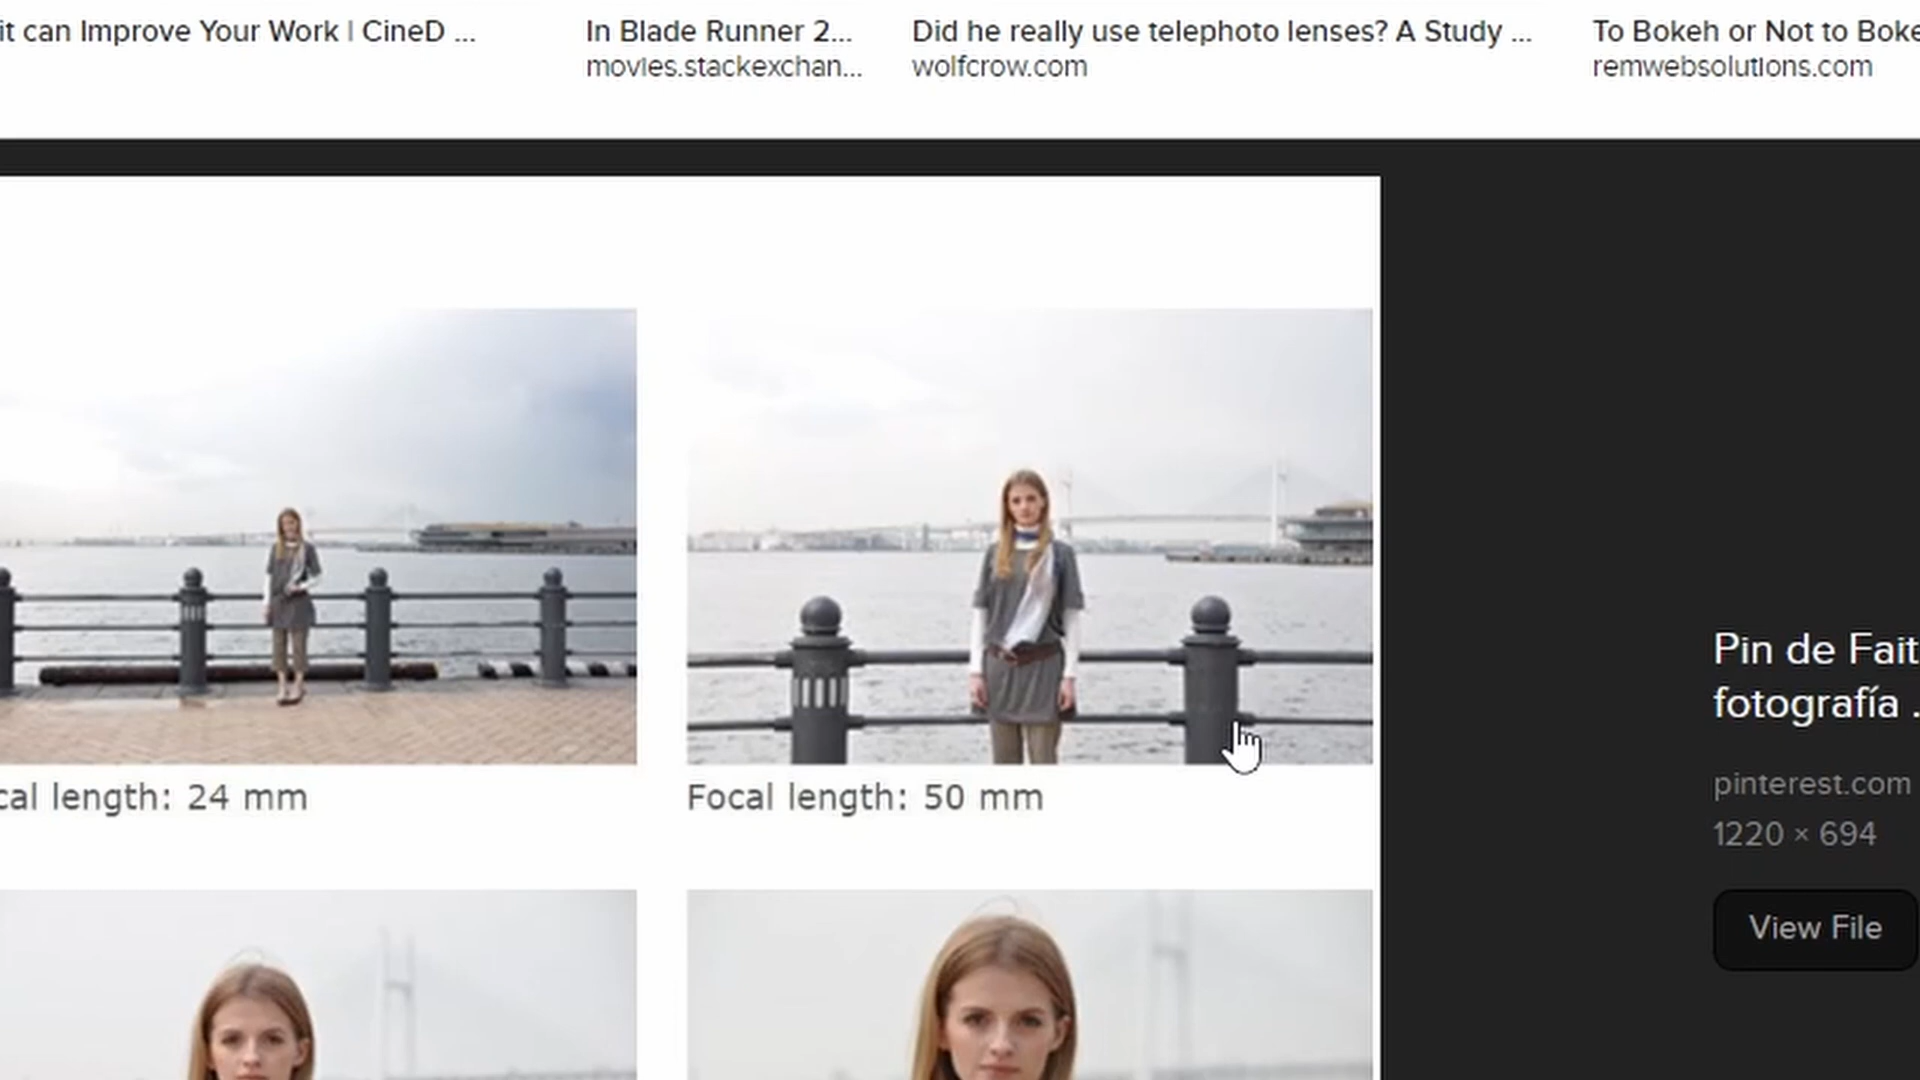 it can Improve Your Work | CineD ...
In Blade Runner 2...
movies.stackexchan...
Did he really use telephoto lenses? A Study ...
wolfcrow.com
To Bokeh or Not to Boke
remwebsolutions.com
cal length: 24 mm
Focal length: 50 mm
Pin de Fait
fotografía .
pinterest.com
1220 × 694
View File